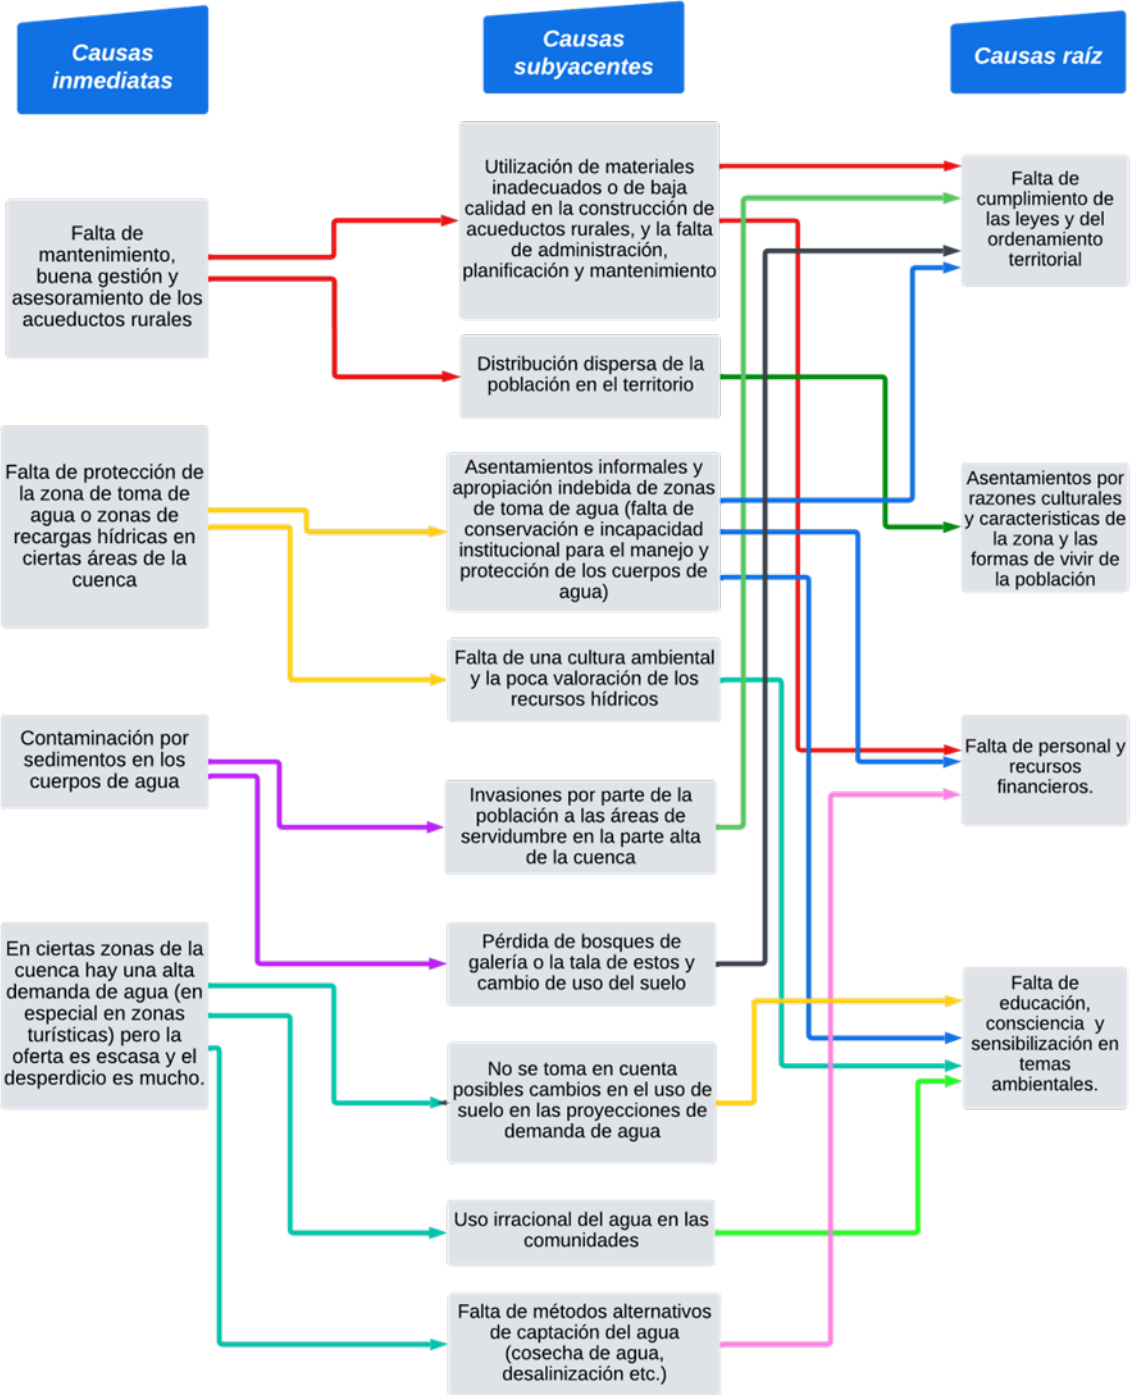 Causas
inmediatas
Causas
subyacentes
Causas raíz
Falta de
mantenimiento,
buena gestión y
asesoramiento de los
acueductos rurales
Falta de protección de
la zona de toma de
agua o zonas de
recargas hídricas en
ciertas áreas de la
cuenca
Contaminación por
sedimentos en los
cuerpos de agua
En ciertas zonas de la
cuenca hay una alta
demanda de agua (en
especial en zonas
turísticas) pero la
oferta es escasa y el
desperdicio es mucho.
Utilización de materiales
inadecuados o de baja
calidad en la construcción de
acueductos rurales, y la falta
de administración,
planificación y mantenimiento
Distribución dispersa de la
población en el territorio
Asentamientos informales y
apropiación indebida de zonas
de toma de agua (falta de
conservación e incapacidad
institucional para el manejo y
protección de los cuerpos de
agua)
Falta de una cultura ambiental
y la poca valoración de los
recursos hídricos
Invasiones por parte de la
población a las áreas de
servidumbre en la parte alta
de la cuenca
Pérdida de bosques de
galería o la tala de estos y
cambio de uso del suelo
No se toma en cuenta
posibles cambios en el uso de
suelo en las proyecciones de
demanda de agua
Uso irracional del agua en las
comunidades
Falta de métodos alternativos
de captación del agua
(cosecha de agua,
desalinización etc.)
Falta de
cumplimiento de
las leyes y del
ordenamiento
territorial
Asentamientos por
razones culturales
y caracteristicas de
la zona y las
formas de vivir de
la población
Falta de personal y
recursos
financieros.
Falta de
educación,
consciencia y
sensibilización en
temas
ambientales.